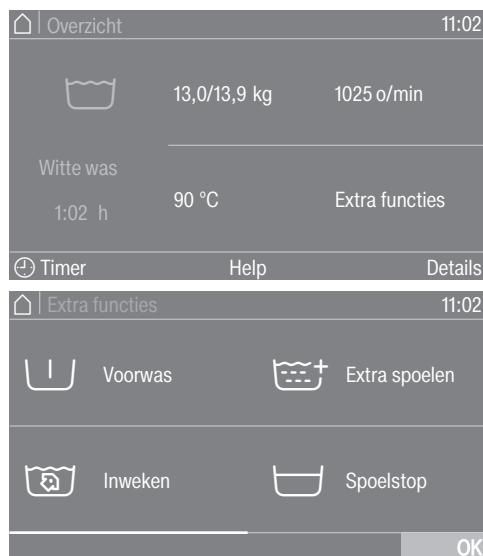 Overzicht 11:02
13,0/13,9 kg 1025 o/min
Witte was
1:02 h
90 °C Extra functies
Timer Help Details
Extra functies 11:02
Voorwas Extra spoelen
Inweken Spoelstop
OK